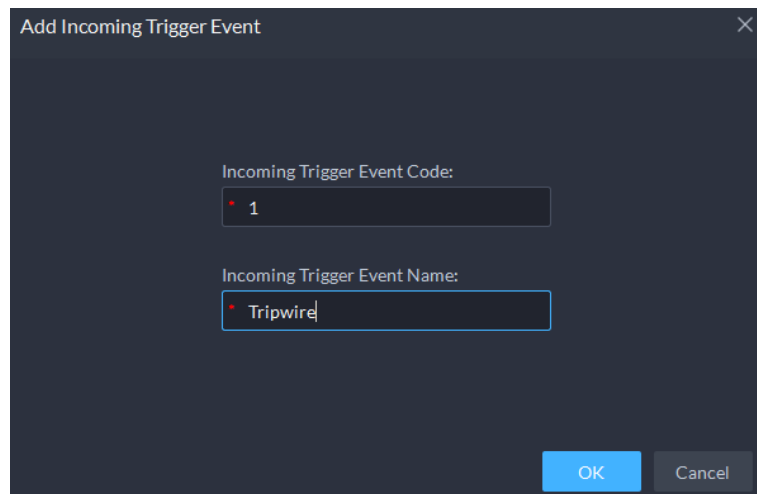 Add Incoming Trigger Event
Incoming Trigger Event Code:
* 1
Incoming Trigger Event Name:
* Tripwire
OK Cancel